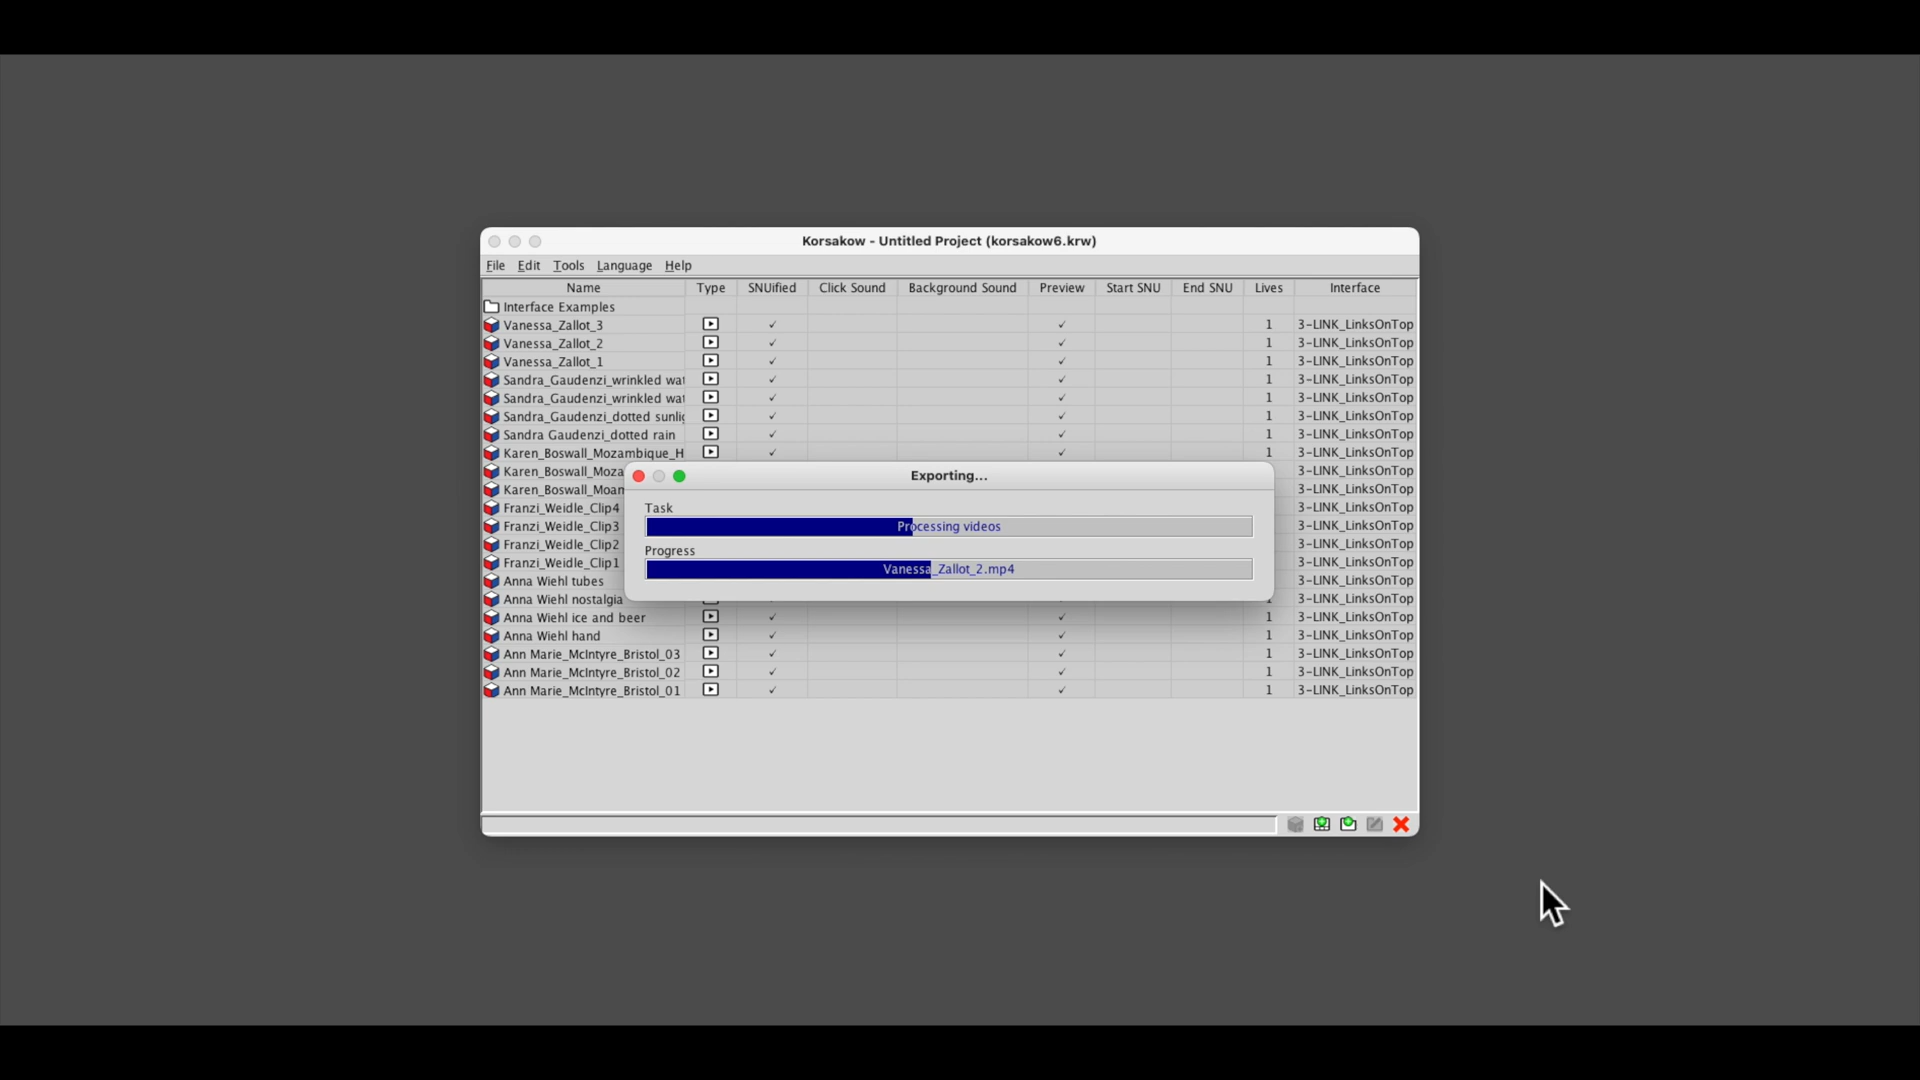 Korsakow - Untitled Project (korsakow6.krw)
File Edit Tools Language Help
Name Type SNUified Click Sound Background Sound Preview Start SNU End SNU Lives Interface
Interface Examples
Vanessa_Zallot_3 ✓ ✓ 1 3-LINK_LinksOnTop
Vanessa_Zallot_2 ✓ ✓ 1 3-LINK_LinksOnTop
Vanessa_Zallot_1 ✓ ✓ 1 3-LINK_LinksOnTop
Sandra_Gaudenzi_wrinkled wat ✓ ✓ 1 3-LINK_LinksOnTop
Sandra_Gaudenzi_wrinkled wat ✓ ✓ 1 3-LINK_LinksOnTop
Sandra_Gaudenzi_dotted sunlig ✓ ✓ 1 3-LINK_LinksOnTop
Sandra Gaudenzi_dotted rain ✓ ✓ 1 3-LINK_LinksOnTop
Karen_Boswall_Mozambique_H ✓ ✓ 1 3-LINK_LinksOnTop
Karen_Boswall_Moza 3-LINK_LinksOnTop
Karen_Boswall_Moam 3-LINK_LinksOnTop
Franzi_Weidle_Clip4 3-LINK_LinksOnTop
Franzi_Weidle_Clip3 3-LINK_LinksOnTop
Franzi_Weidle_Clip2 3-LINK_LinksOnTop
Franzi_Weidle_Clip1 3-LINK_LinksOnTop
Anna Wiehl tubes 3-LINK_LinksOnTop
Anna Wiehl nostalgia 3-LINK_LinksOnTop
Anna Wiehl ice and beer ✓ ✓ 1 3-LINK_LinksOnTop
Anna Wiehl hand ✓ ✓ 1 3-LINK_LinksOnTop
Ann Marie_McIntyre_Bristol_03 ✓ ✓ 1 3-LINK_LinksOnTop
Ann Marie_McIntyre_Bristol_02 ✓ ✓ 1 3-LINK_LinksOnTop
Ann Marie_McIntyre_Bristol_01 ✓ ✓ 1 3-LINK_LinksOnTop
Exporting...
Task
Processing videos
Progress
Vanessa_Zallot_2.mp4